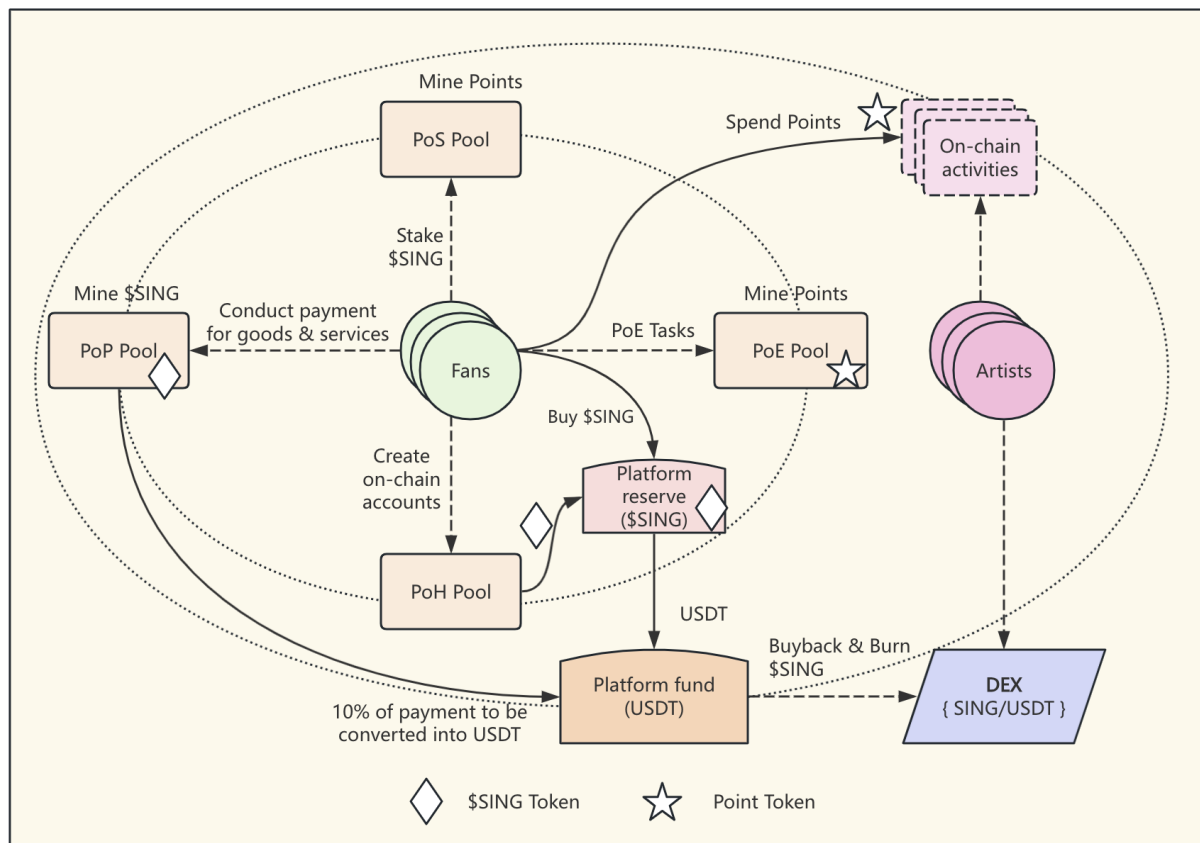 Mine Points
PoS Pool
Spend Points
On-chain
activities
Stake
$SING
Mine $SING
PoP Pool
Conduct payment
for goods & services
Fans
PoE Tasks
Mine Points
PoE Pool
Artists
Buy $SING
Create
on-chain
accounts
Platform
reserve
($SING)
PoH Pool
USDT
Platform fund
(USDT)
Buyback & Burn
$SING
DEX
{ SING/USDT }
10% of payment to be
converted into USDT
$SING Token
Point Token